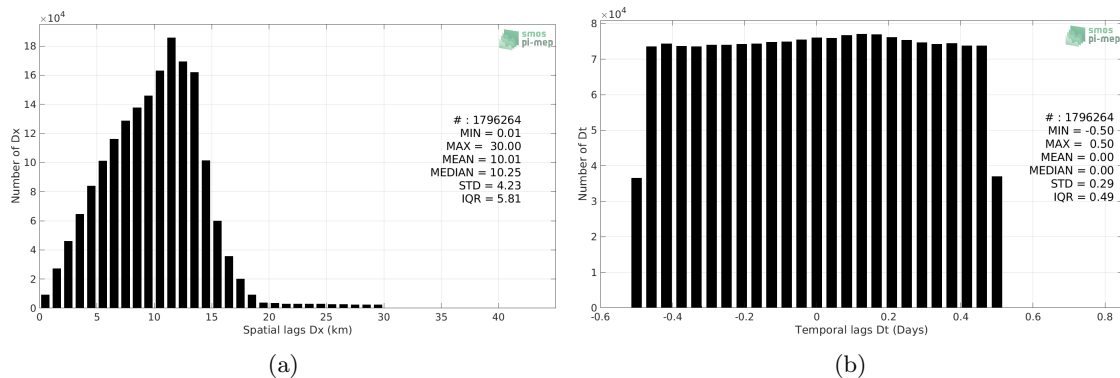 ×10⁴
18
16
14
12
10
8
6
4
2
0
Number of Dx
0 5 10 15 20 25 30 35 40 45
Spatial lags Dx (km)
smos
pi-mep
# : 1796264
MIN = 0.01
MAX = 30.00
MEAN = 10.01
MEDIAN = 10.25
STD = 4.23
IQR = 5.81
(a)
×10⁴
8
7
6
5
4
3
2
1
0
Number of Dt
-0.6 -0.4 -0.2 0 0.2 0.4 0.6 0.8
Temporal lags Dt (Days)
smos
pi-mep
# : 1796264
MIN = -0.50
MAX = 0.50
MEAN = 0.00
MEDIAN = 0.00
STD = 0.29
IQR = 0.49
(b)